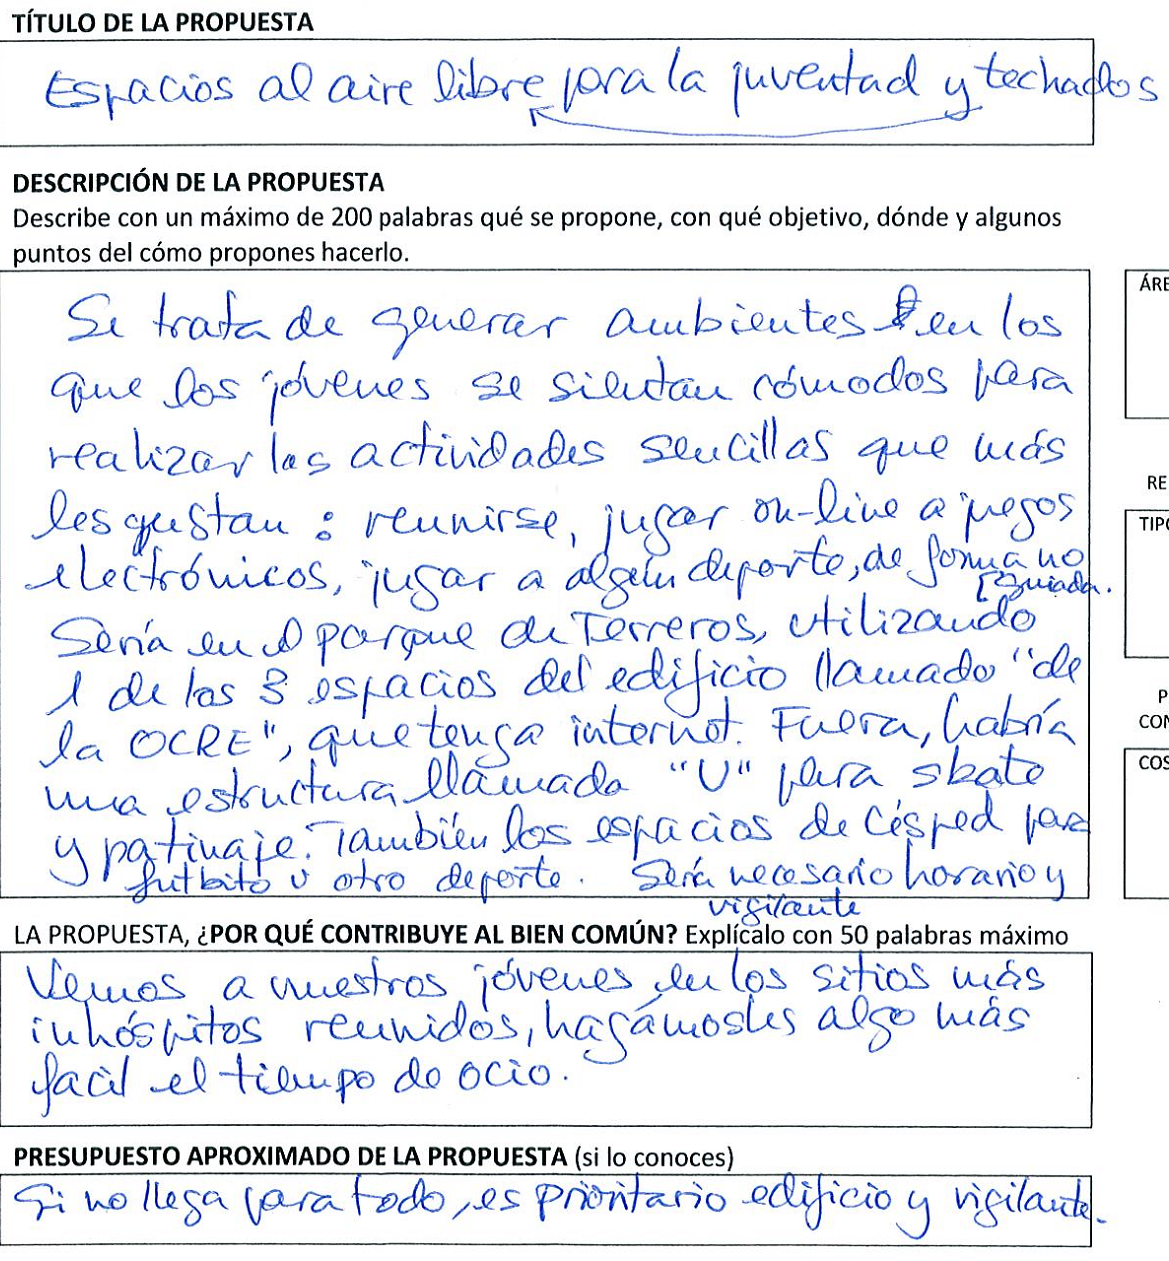 TÍTULO DE LA PROPUESTA
Espacios al aire libre para la juventud y techados
DESCRIPCIÓN DE LA PROPUESTA
Describe con un máximo de 200 palabras qué se propone, con qué objetivo, dónde y algunos
puntos del cómo propones hacerlo.
Se trata de generar ambientes en los
que los jóvenes se sientan cómodos para
realizar las actividades sencillas que más
les gustan: reunirse, jugar on-line a juegos
electrónicos, jugar a algún deporte, de forma no
guiada.
Sería en el parque de Terreros, utilizando
1 de los 3 espacios del edificio llamado "de
la OCRE", que tenga internet. Fuera, habría
una estructura llamada "U" para skate
y patinaje. También los espacios de césped para
futbito u otro deporte. Será necesario horario y
vigilante
LA PROPUESTA, ¿POR QUÉ CONTRIBUYE AL BIEN COMÚN? Explícalo con 50 palabras máximo
Vemos a nuestros jóvenes en los sitios más
inhóspitos reunidos, hagámosles algo más
facil el tiempo de ocio.
PRESUPUESTO APROXIMADO DE LA PROPUESTA (si lo conoces)
Si no llega para todo, es prioritario edificio y vigilante.
ÁRE
RE
TIPO
P
CON
COS